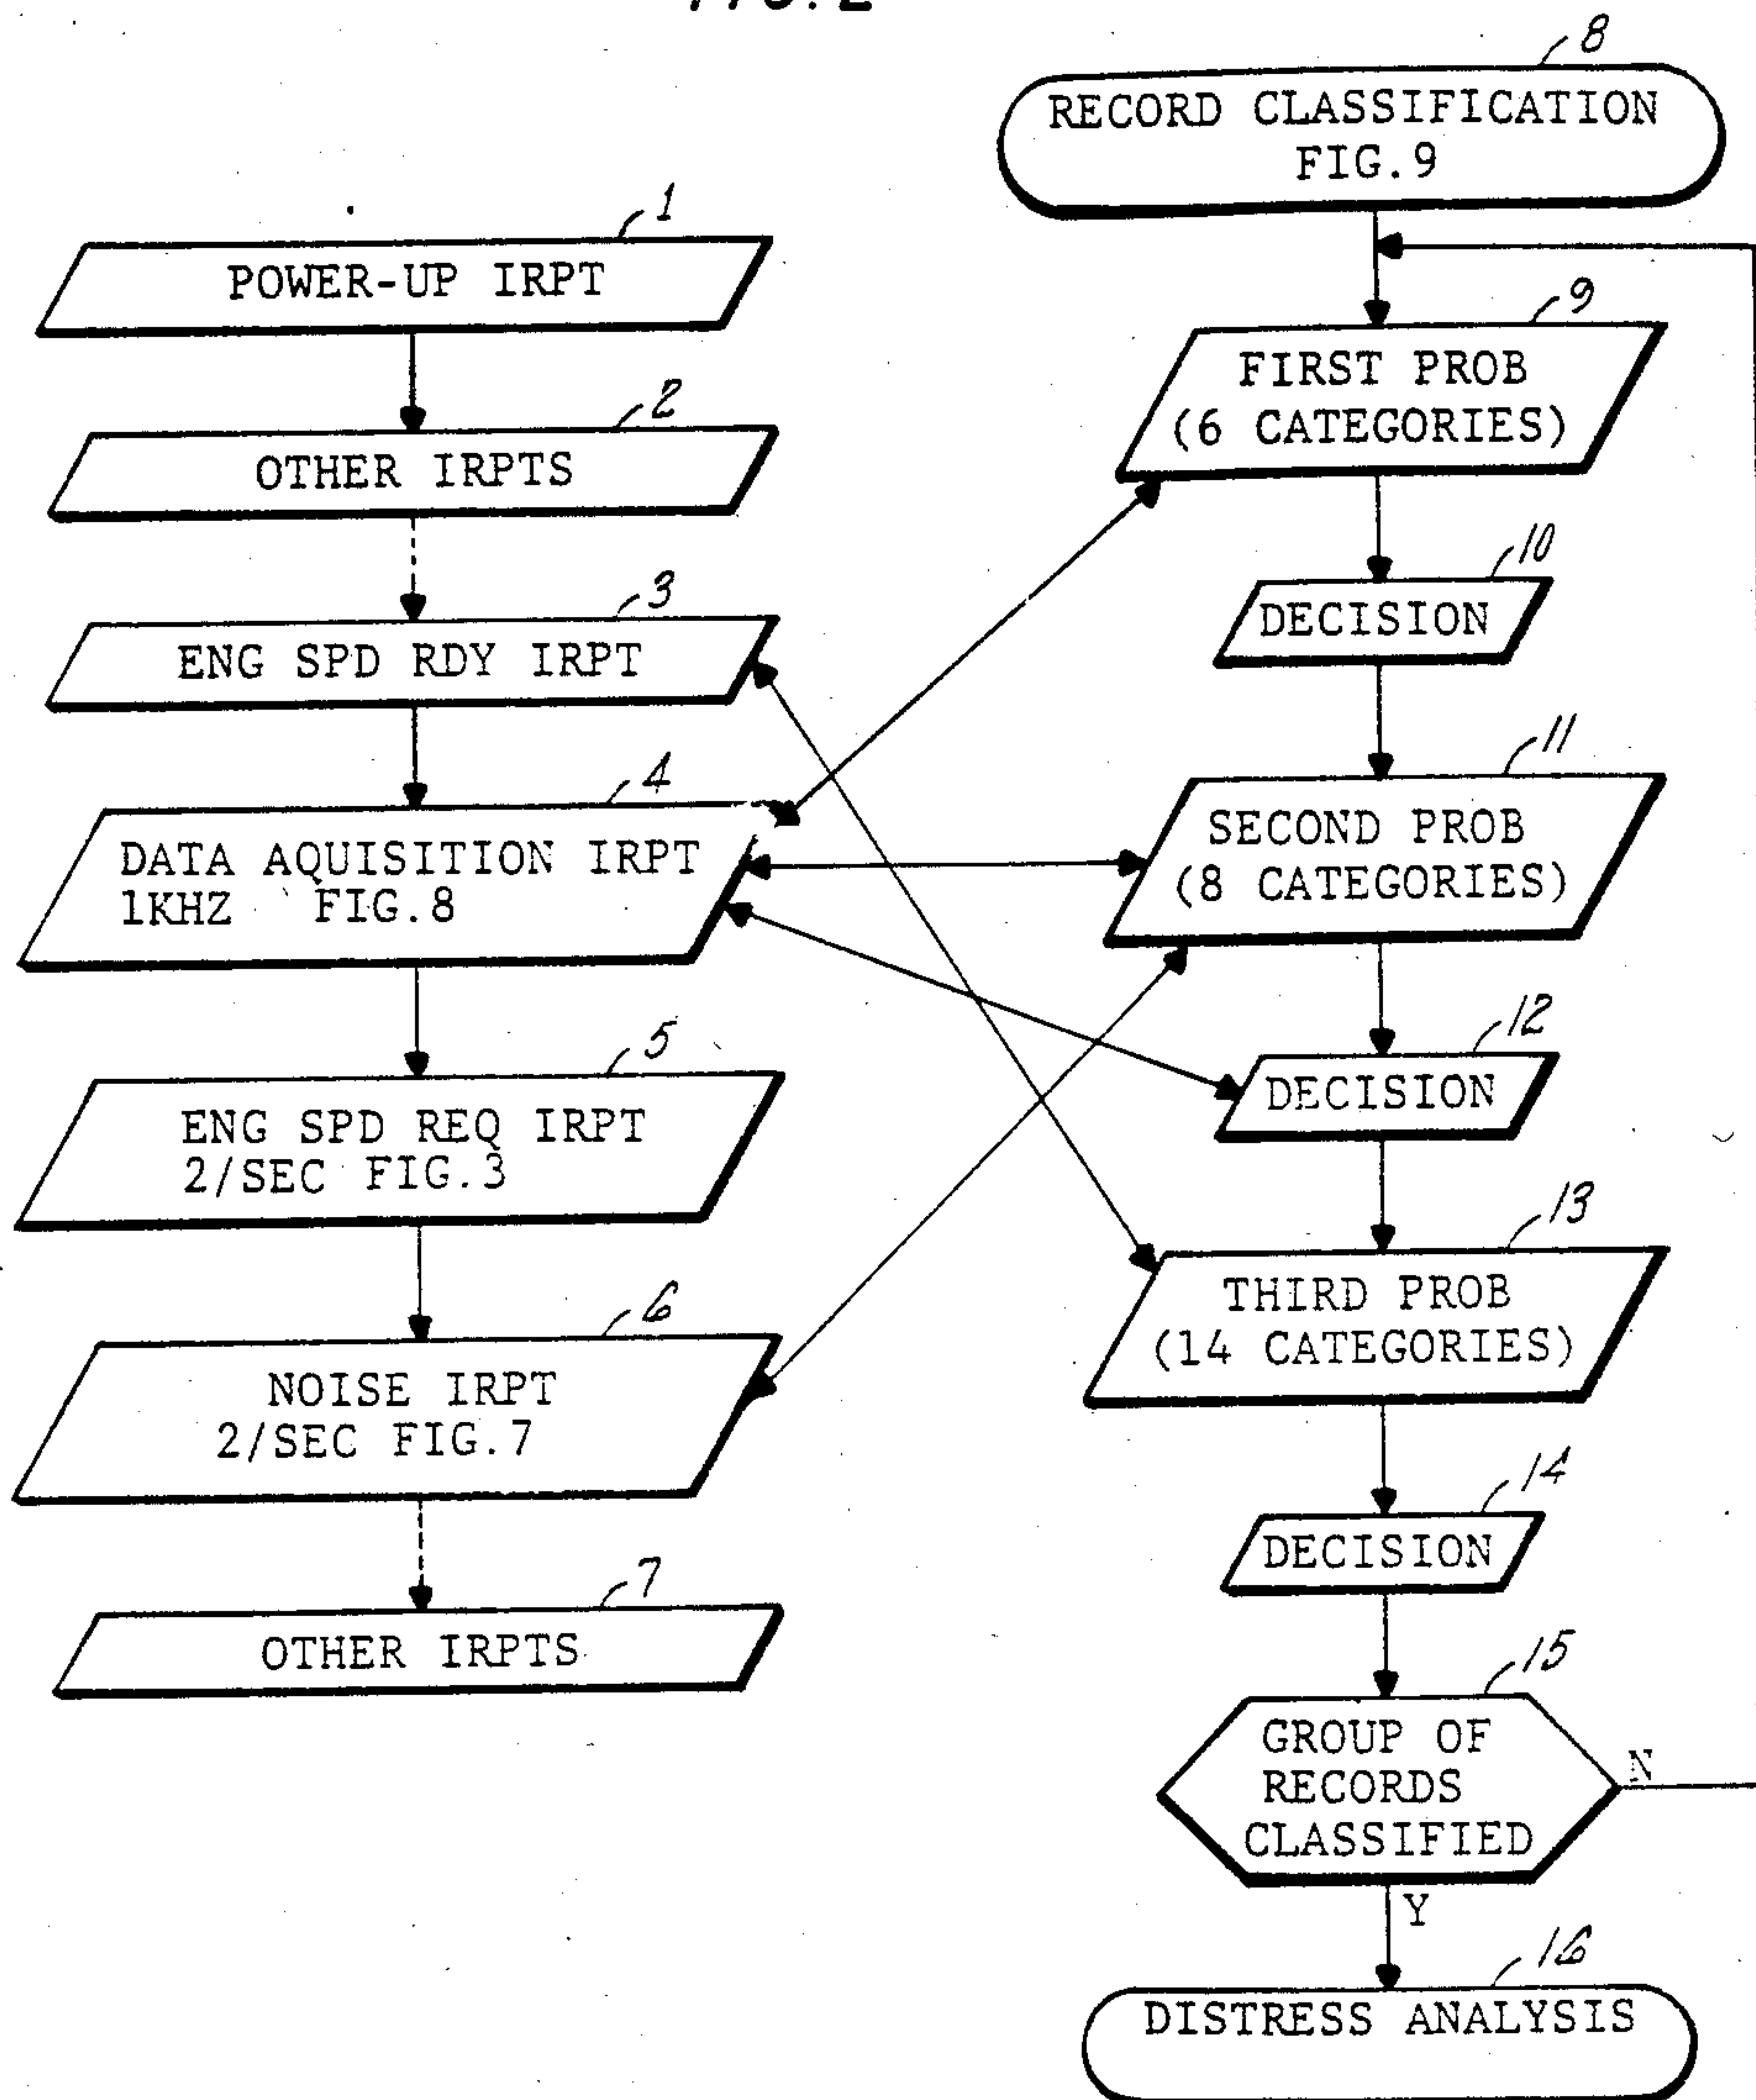 FIG. 2
1
POWER-UP IRPT
2
OTHER IRPTS
3
ENG SPD RDY IRPT
4
DATA AQUISITION IRPT
1KHZ FIG.8
5
ENG SPD REQ IRPT
2/SEC FIG.3
6
NOISE IRPT
2/SEC FIG.7
7
OTHER IRPTS
8
RECORD CLASSIFICATION
FIG.9
9
FIRST PROB
(6 CATEGORIES)
10
DECISION
11
SECOND PROB
(8 CATEGORIES)
12
DECISION
13
THIRD PROB
(14 CATEGORIES)
14
DECISION
15
GROUP OF
RECORDS
CLASSIFIED
N
Y
16
DISTRESS ANALYSIS